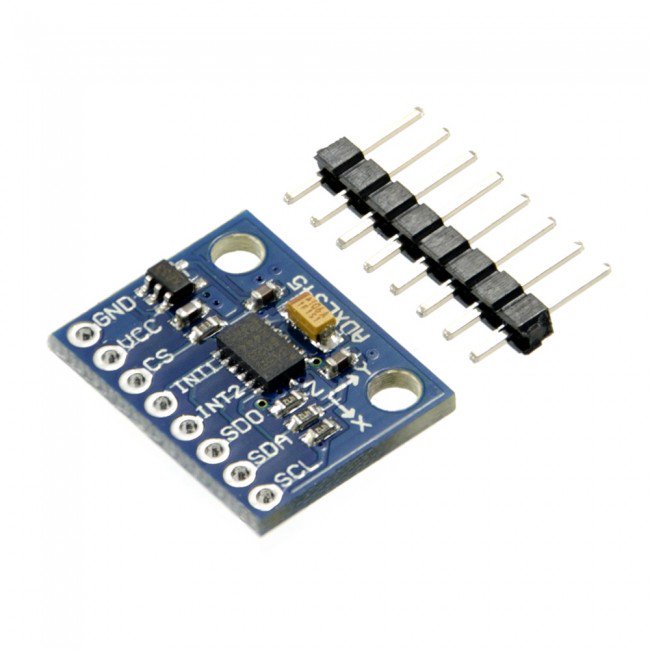 GND
VCC
CS
INT1
INT2
SDO
SDA
SCL
ADXL345
Y
Z
X